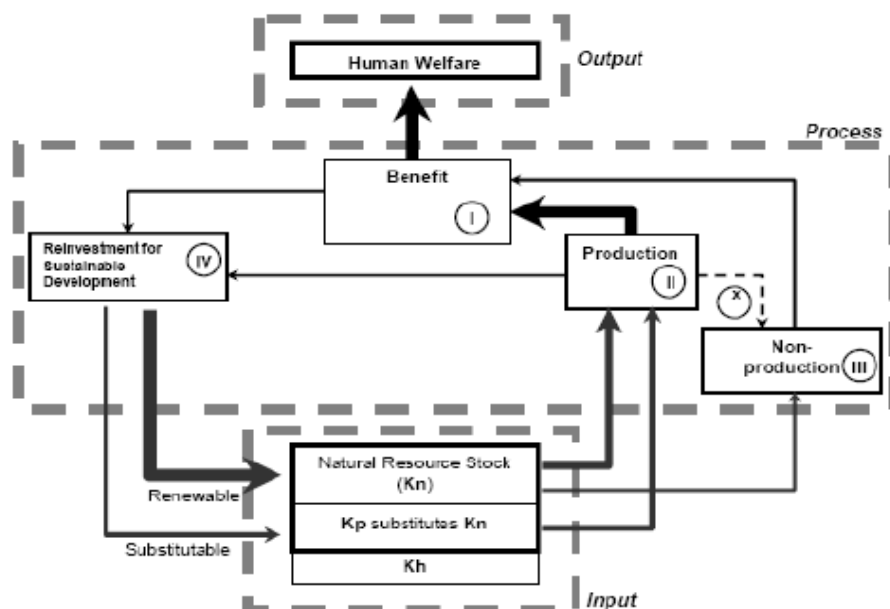 Human Welfare
Output
Process
Benefit
I
Reinvestment for
Sustainable
Development
IV
Production
II
x
Non-
production
III
Natural Resource Stock
(Kn)
Renewable
Kp substitutes Kn
Substitutable
Kh
Input